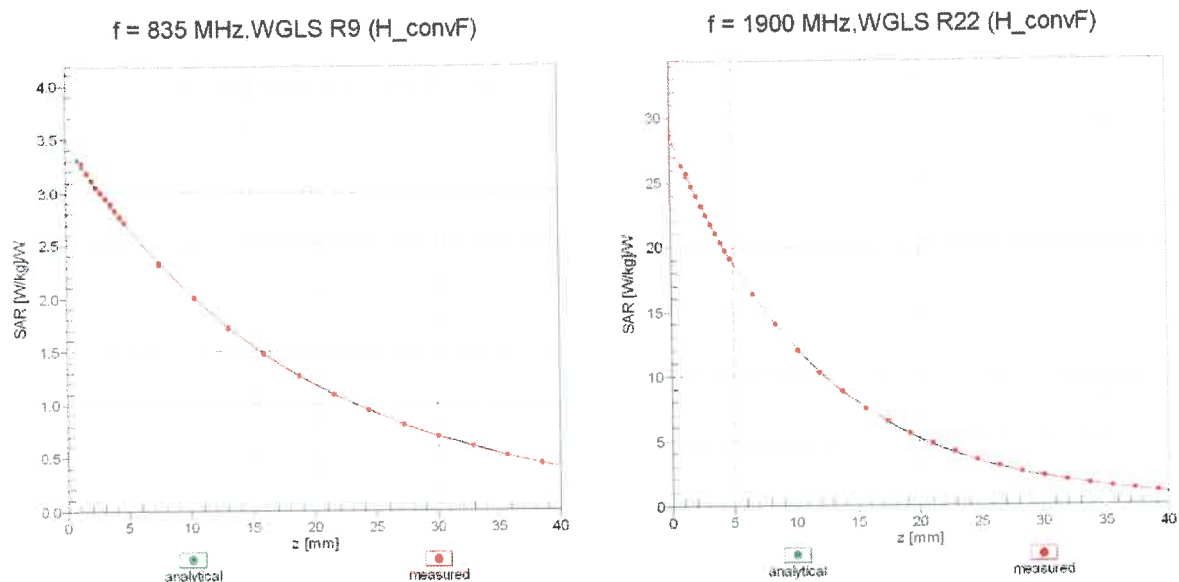 f = 835 MHz,WGLS R9 (H_convF)
4.0
3.5
3.0
2.5
2.0
1.5
1.0
0.5
0.0
SAR [W/kg]/W
0 5 10 15 20 25 30 35 40
z [mm]
analytical measured
f = 1900 MHz,WGLS R22 (H_convF)
30
25
20
15
10
5
0
SAR [W/kg]/W
0 5 10 15 20 25 30 35 40
z [mm]
analytical measured